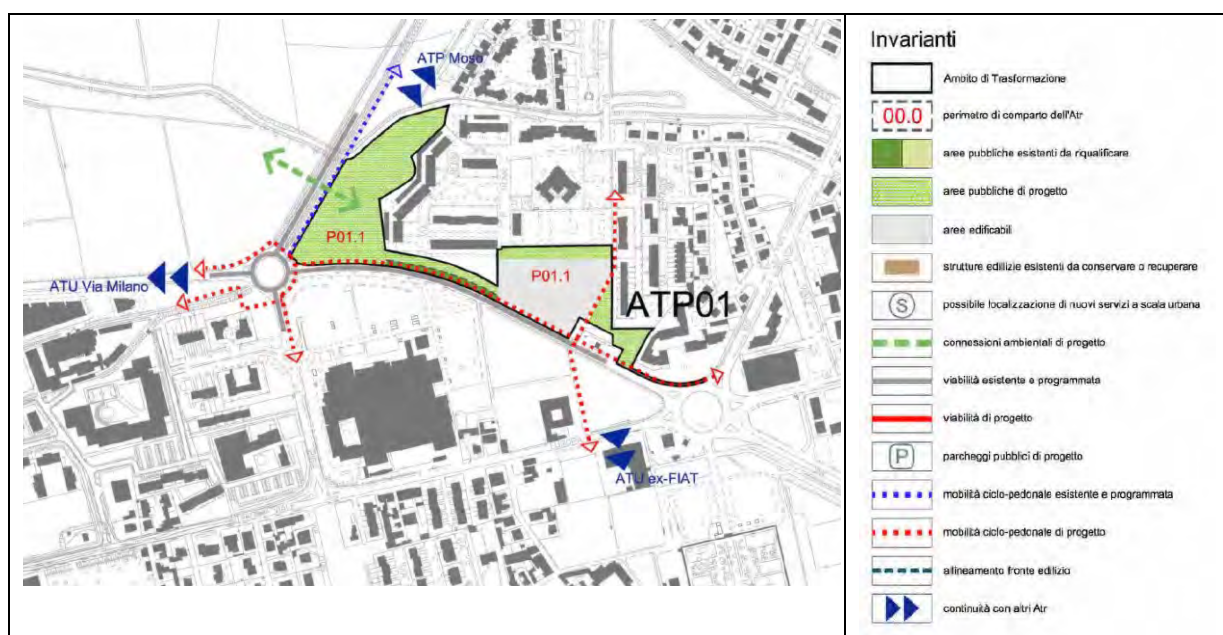 ATP Moso
P01.1
ATU Via Milano
P01.1
ATP01
ATU ex-FIAT
Invarianti
Ambito di Trasformazione
00.0
perimetro di comparto dell'Atr
aree pubbliche esistenti da riqualificare
aree pubbliche di progetto
aree edificabili
strutture edilizie esistenti da conservare o recuperare
S
possibile localizzazione di nuovi servizi a scala urbana
connessioni ambientali di progetto
viabilità esistente e programmata
viabilità di progetto
P
parcheggi pubblici di progetto
mobilità ciclo-pedonale esistente e programmata
mobilità ciclo-pedonale di progetto
allineamento fronte edilizio
continuità con altri Atr